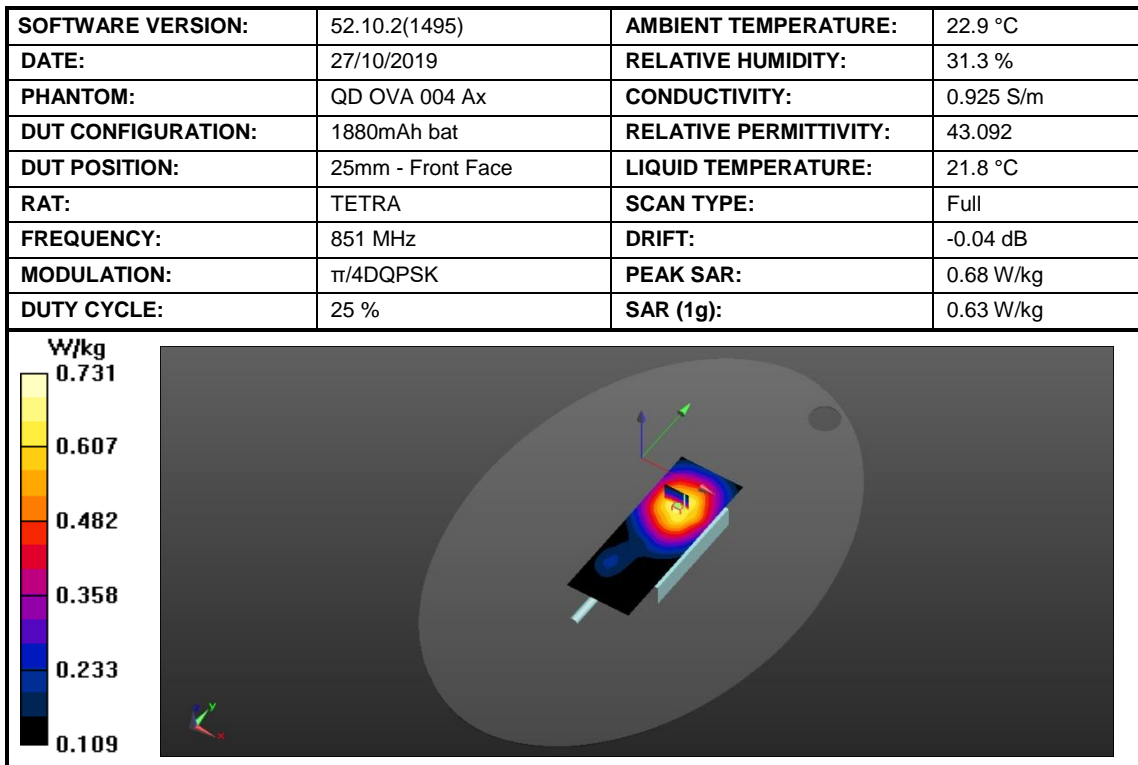 SOFTWARE VERSION: 52.10.2(1495) AMBIENT TEMPERATURE: 22.9 °C
DATE: 27/10/2019 RELATIVE HUMIDITY: 31.3 %
PHANTOM: QD OVA 004 Ax CONDUCTIVITY: 0.925 S/m
DUT CONFIGURATION: 1880mAh bat RELATIVE PERMITTIVITY: 43.092
DUT POSITION: 25mm - Front Face LIQUID TEMPERATURE: 21.8 °C
RAT: TETRA SCAN TYPE: Full
FREQUENCY: 851 MHz DRIFT: -0.04 dB
MODULATION: π/4DQPSK PEAK SAR: 0.68 W/kg
DUTY CYCLE: 25 % SAR (1g): 0.63 W/kg
W/kg
0.731
0.607
0.482
0.358
0.233
0.109
z y
x